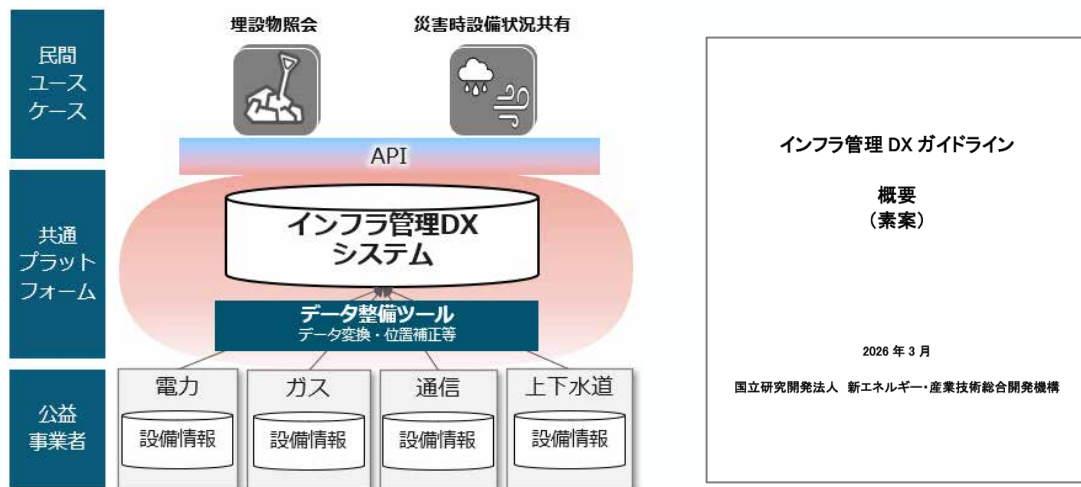 民間
ユース
ケース
埋設物照会
災害時設備状況共有
API
共通
プラット
フォーム
インフラ管理DX
システム
データ整備ツール
データ変換・位置補正等
公益
事業者
電力
設備情報
ガス
設備情報
通信
設備情報
上下水道
設備情報
インフラ管理 DX ガイドライン
概要
（素案）
2026 年 3 月
国立研究開発法人 新エネルギー・産業技術総合開発機構